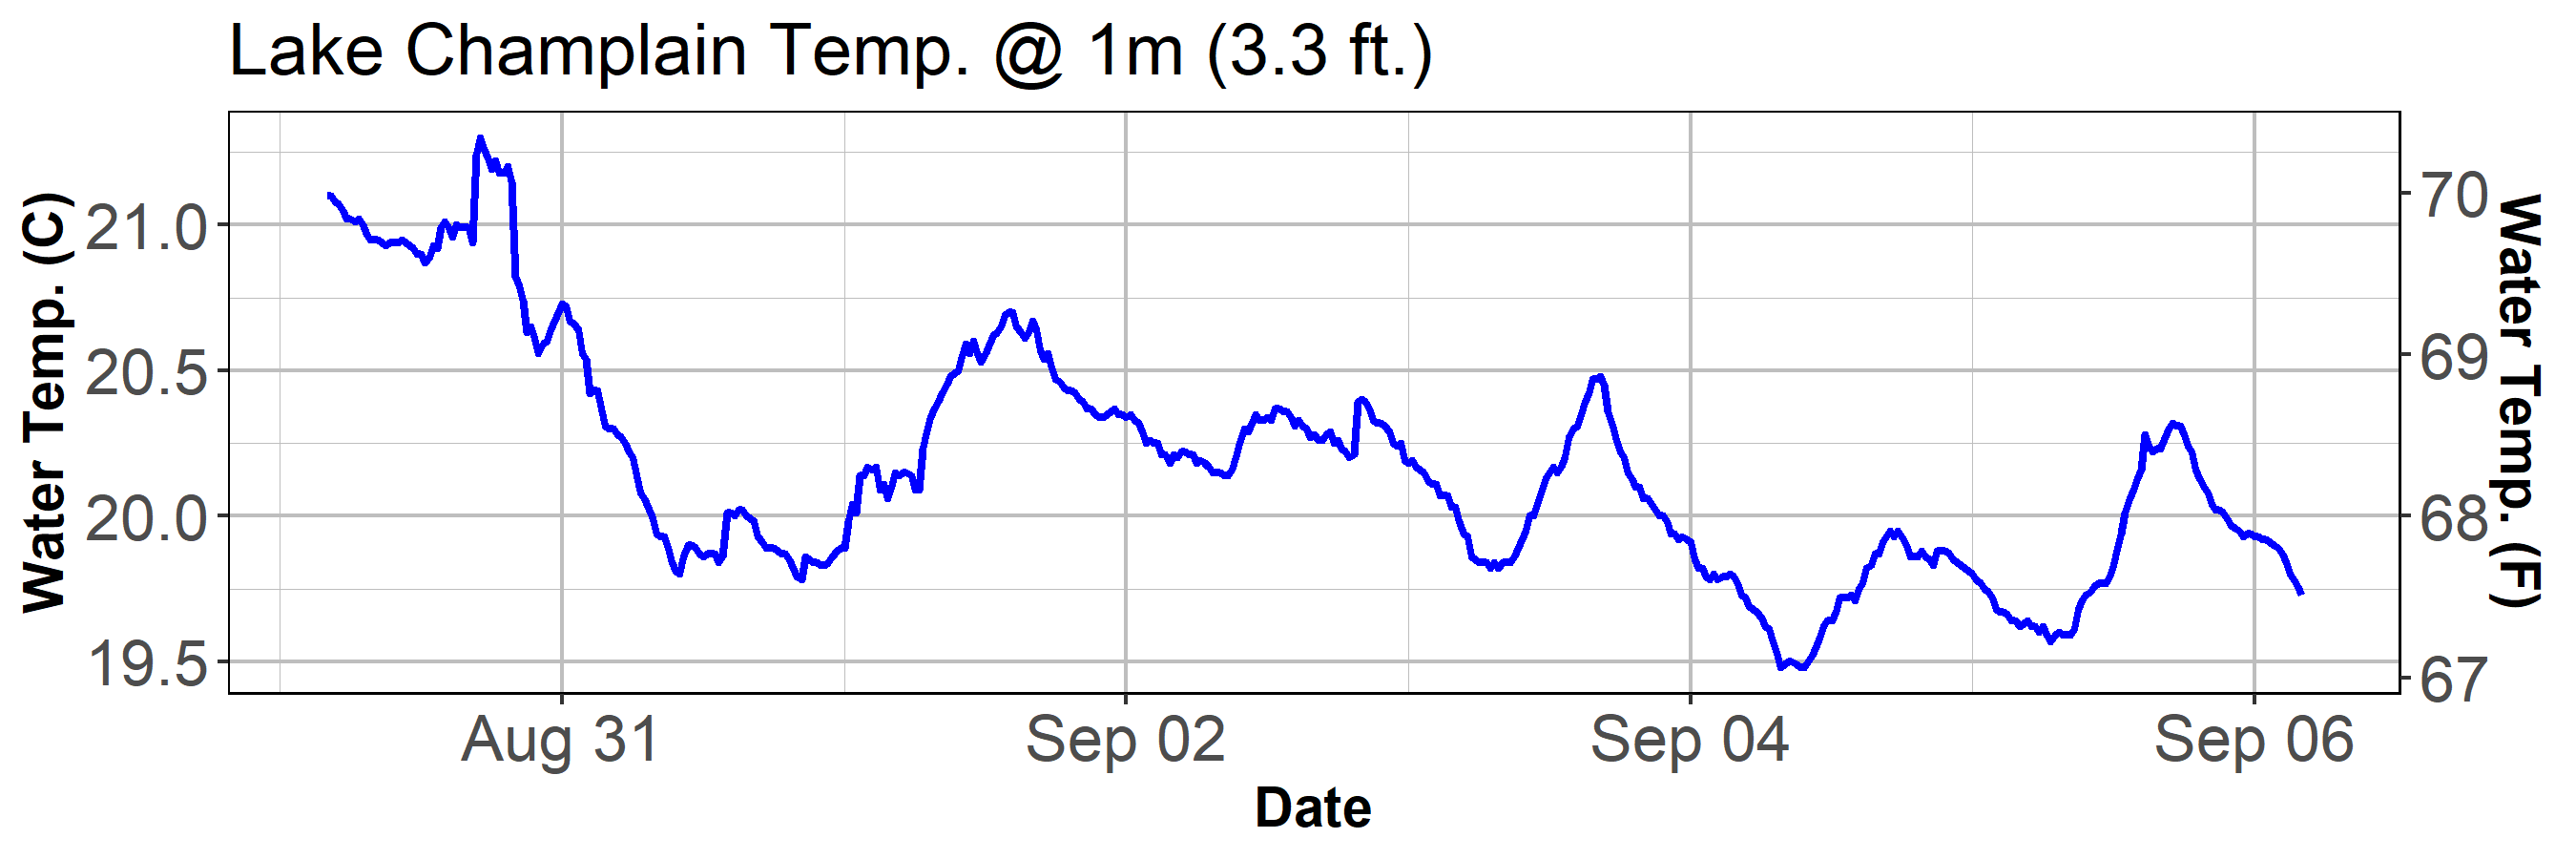 Lake Champlain Temp. @ 1m (3.3 ft.)
Water Temp. (C)
21.0
20.5
20.0
19.5
70
69
68
67
Water Temp. (F)
Aug 31 Sep 02 Sep 04 Sep 06
Date